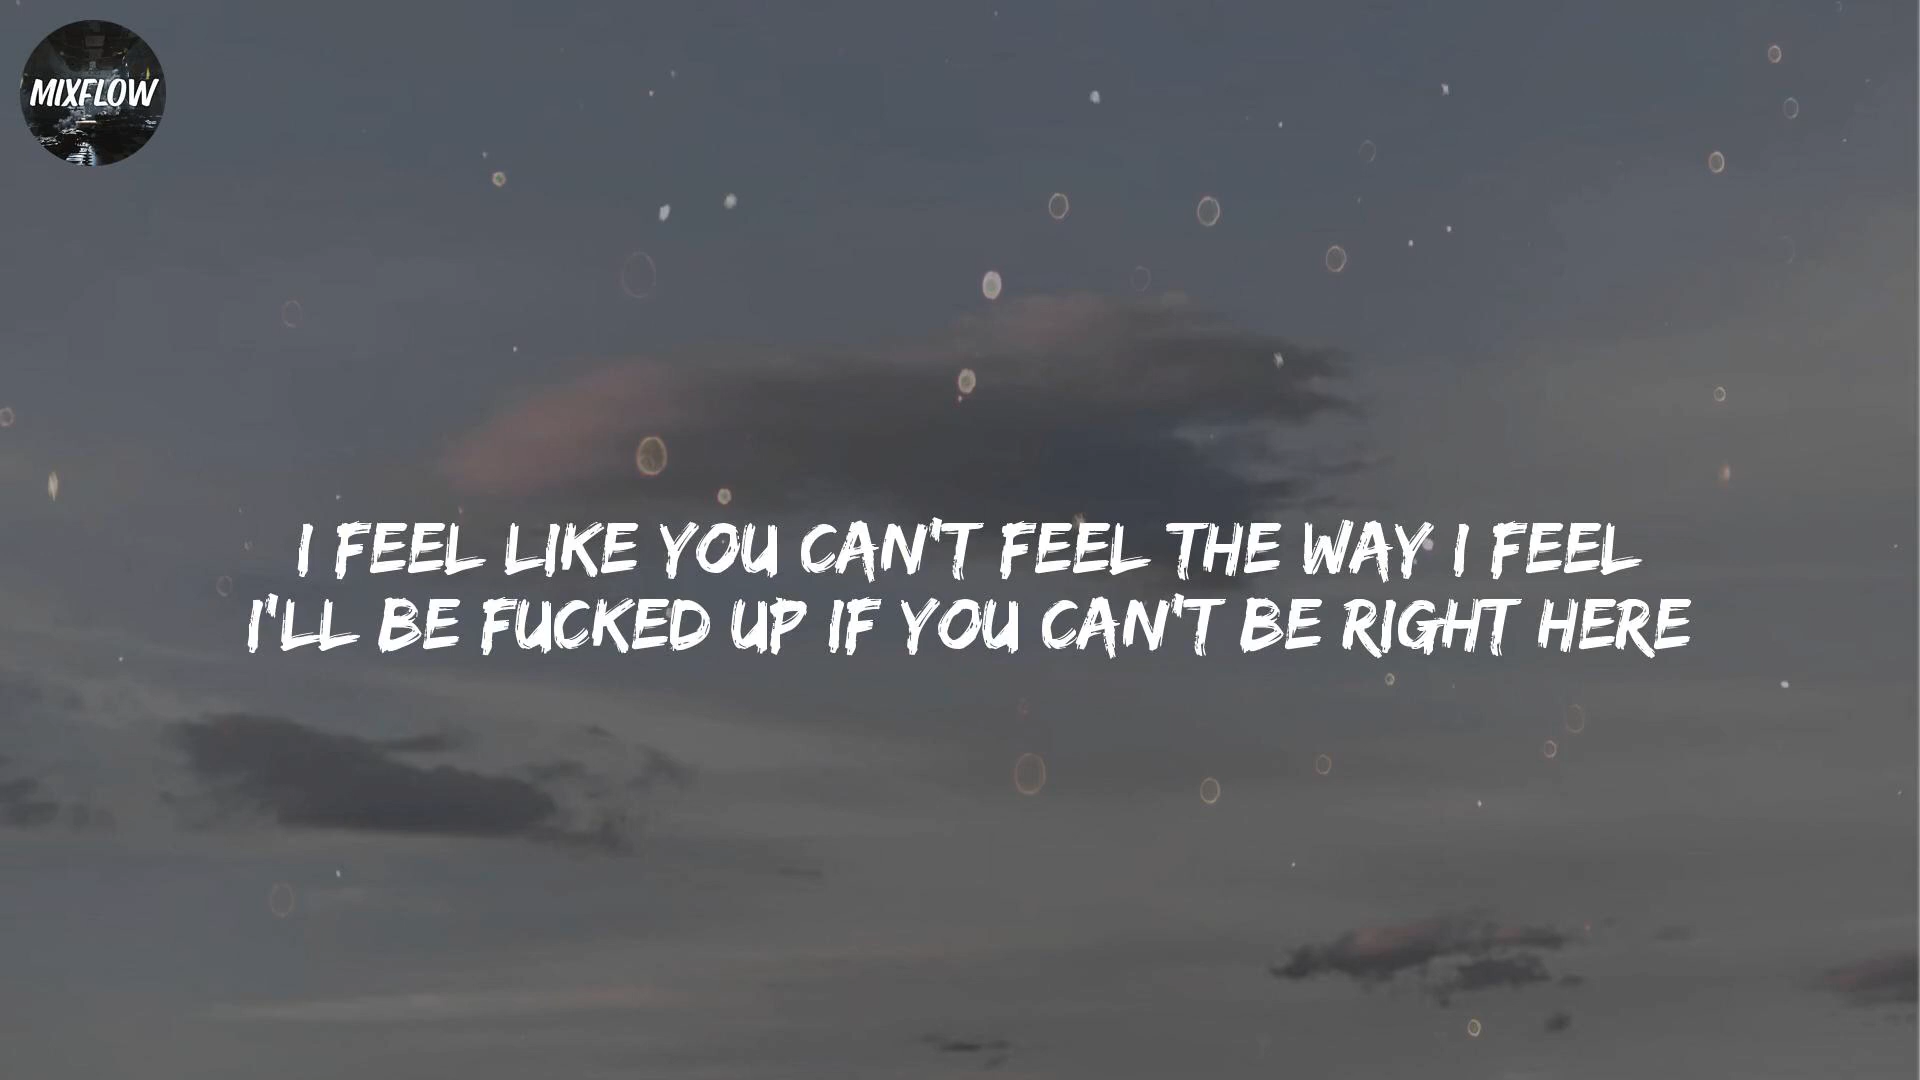 MIXFLOW
I FEEL LIKE YOU CAN'T FEEL THE WAY I FEEL
I'LL BE FUCKED UP IF YOU CAN'T BE RIGHT HERE